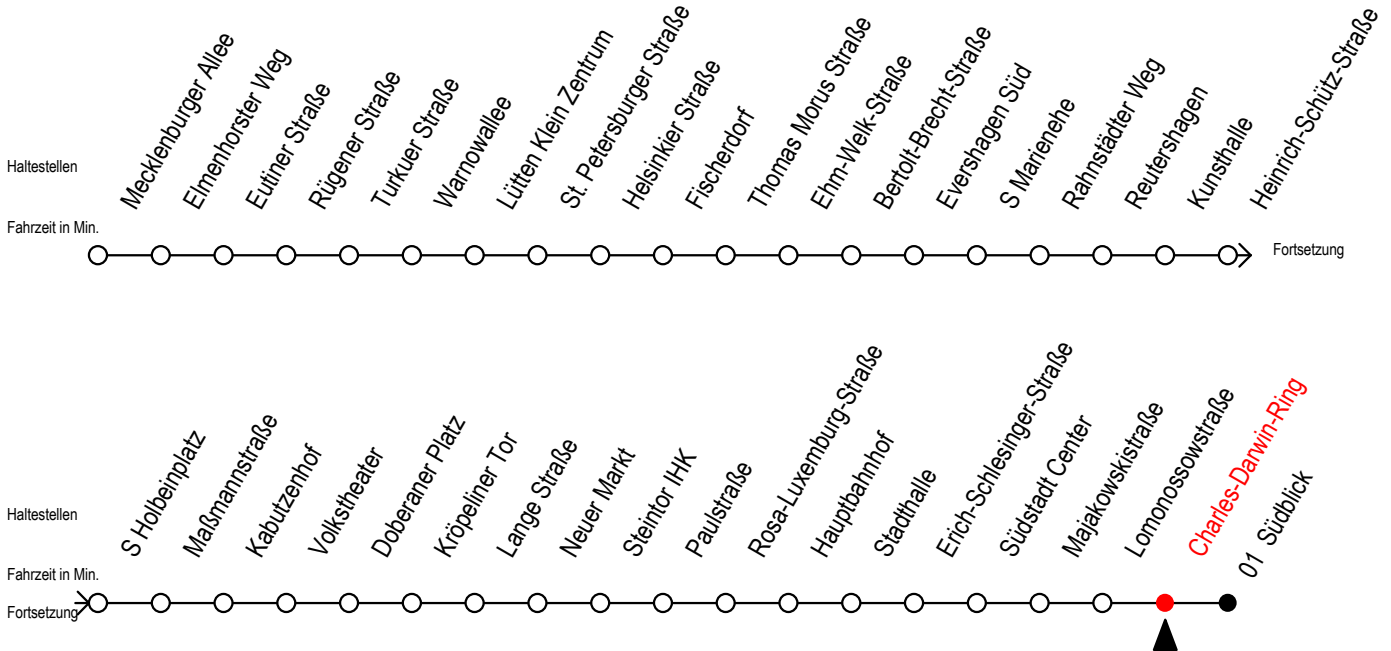 Haltestellen
Mecklenburger Allee
Elmenhorster Weg
Eutiner Straße
Rügener Straße
Turkuer Straße
Warnowallee
Lütten Klein Zentrum
St. Petersburger Straße
Helsinkier Straße
Fischerdorf
Thomas Morus Straße
Ehm-Welk-Straße
Bertolt-Brecht-Straße
Evershagen Süd
S Marienehe
Rahnstädter Weg
Reutershagen
Kunsthalle
Heinrich-Schütz-Straße
Fahrzeit in Min.
Fortsetzung
Haltestellen
S Holbeinplatz
Maßmannstraße
Kabutzenhof
Volkstheater
Doberaner Platz
Kröpeliner Tor
Lange Straße
Neuer Markt
Steintor IHK
Paulstraße
Rosa-Luxemburg-Straße
Hauptbahnhof
Stadthalle
Erich-Schlesinger-Straße
Südstadt Center
Majakowskistraße
Lomonossowstraße
Charles-Darwin-Ring
01 Südblick
Fahrzeit in Min.
Fortsetzung